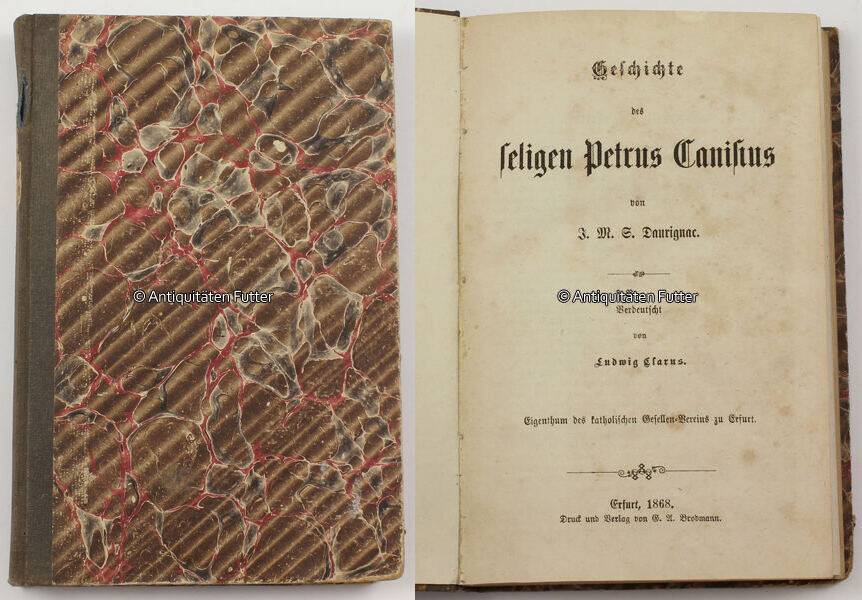 © Antiquitäten Futter
Geschichte
des
seligen Petrus Canisius
von
J. M. S. Daurignac.
© Antiquitäten Futter
Verdeutscht
von
Ludwig Clarus.
Eigenthum des katholischen Gesellen-Vereins zu Erfurt.
Erfurt, 1868.
Druck und Verlag von G. A. Brodmann.